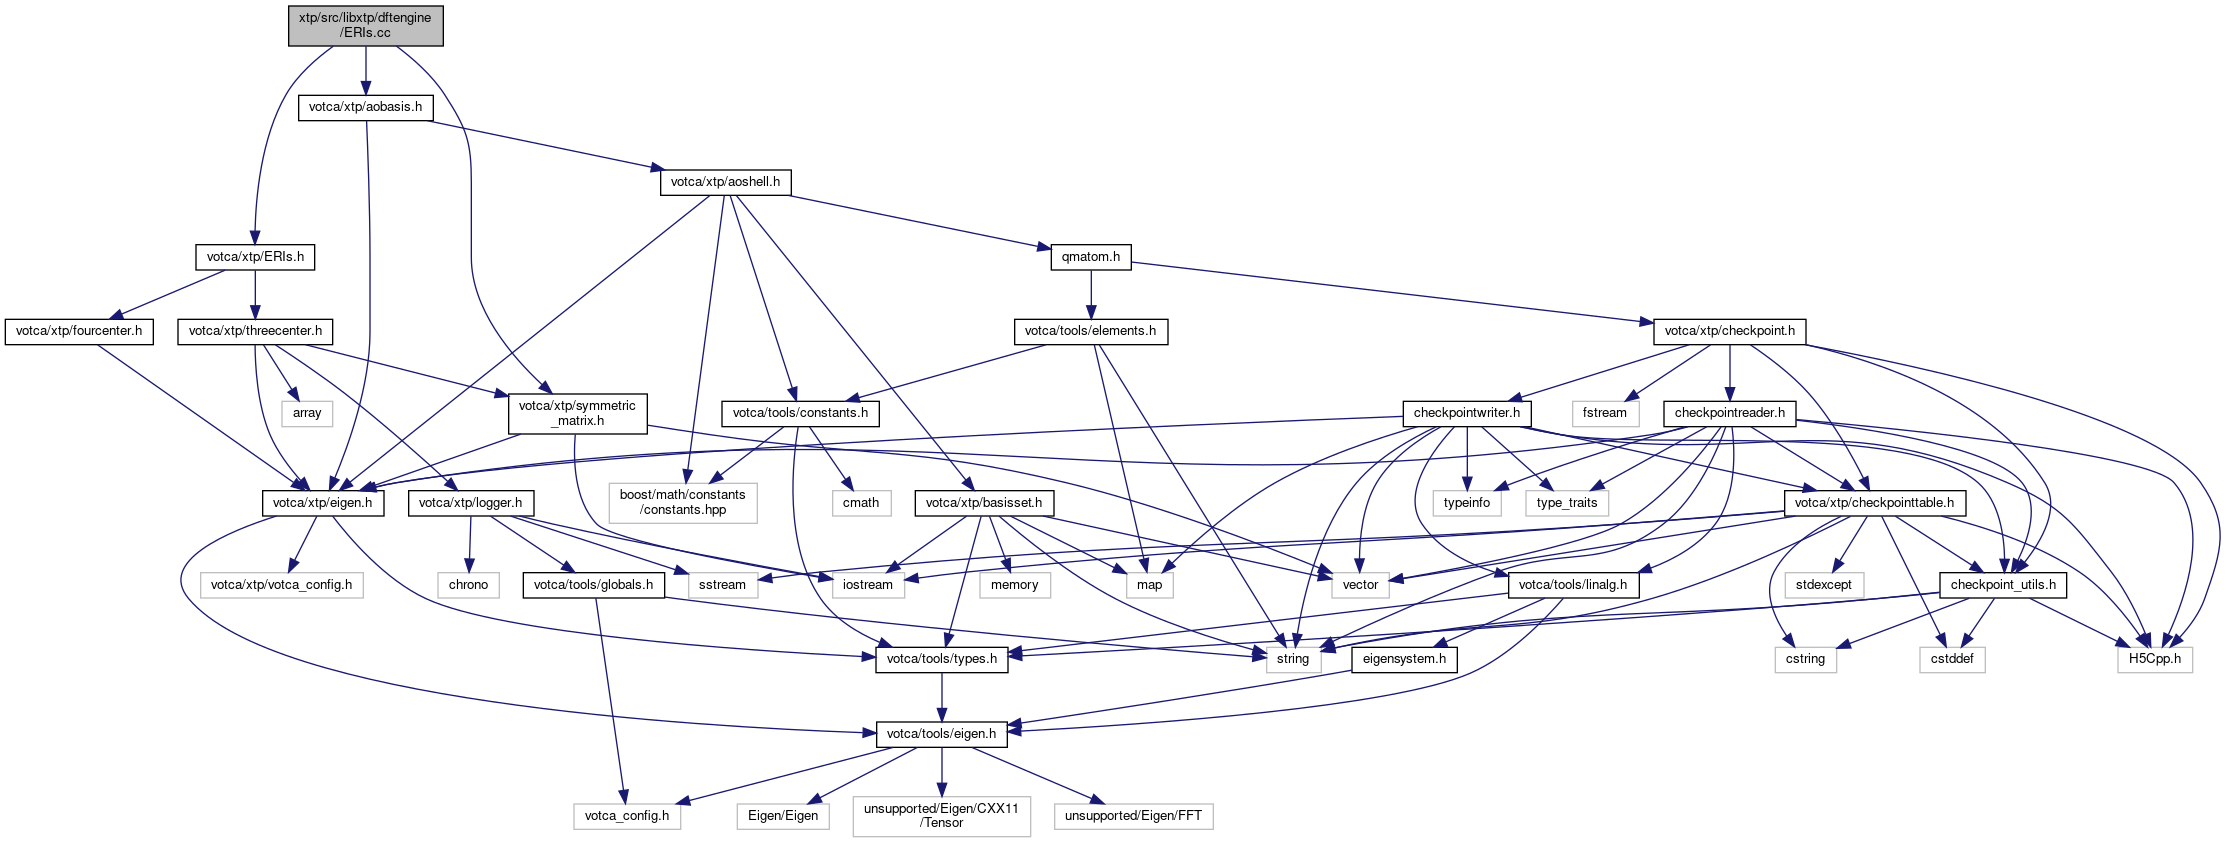 xtp/src/libxtp/dftengine
/ERIs.cc
votca/xtp/aobasis.h
votca/xtp/aoshell.h
votca/xtp/ERIs.h
qmatom.h
votca/xtp/fourcenter.h
votca/xtp/threecenter.h
votca/tools/elements.h
votca/xtp/checkpoint.h
array
votca/xtp/symmetric
_matrix.h
votca/tools/constants.h
checkpointwriter.h
fstream
checkpointreader.h
votca/xtp/eigen.h
votca/xtp/logger.h
boost/math/constants
/constants.hpp
cmath
votca/xtp/basisset.h
typeinfo
type_traits
votca/xtp/checkpointtable.h
votca/xtp/votca_config.h
chrono
votca/tools/globals.h
sstream
iostream
memory
map
vector
votca/tools/linalg.h
stdexcept
checkpoint_utils.h
votca/tools/types.h
string
eigensystem.h
cstring
cstddef
H5Cpp.h
votca/tools/eigen.h
votca_config.h
Eigen/Eigen
unsupported/Eigen/CXX11
/Tensor
unsupported/Eigen/FFT